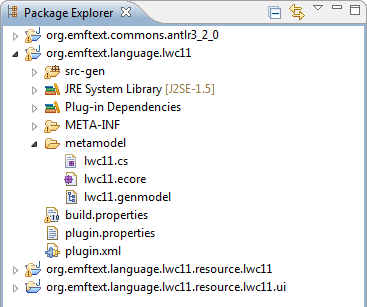 Package Explorer
org.emftext.commons.antlr3_2_0
org.emftext.language.lwc11
src-gen
JRE System Library [J2SE-1.5]
Plug-in Dependencies
META-INF
metamodel
lwc11.cs
lwc11.ecore
lwc11.genmodel
build.properties
plugin.properties
plugin.xml
org.emftext.language.lwc11.resource.lwc11
org.emftext.language.lwc11.resource.lwc11.ui